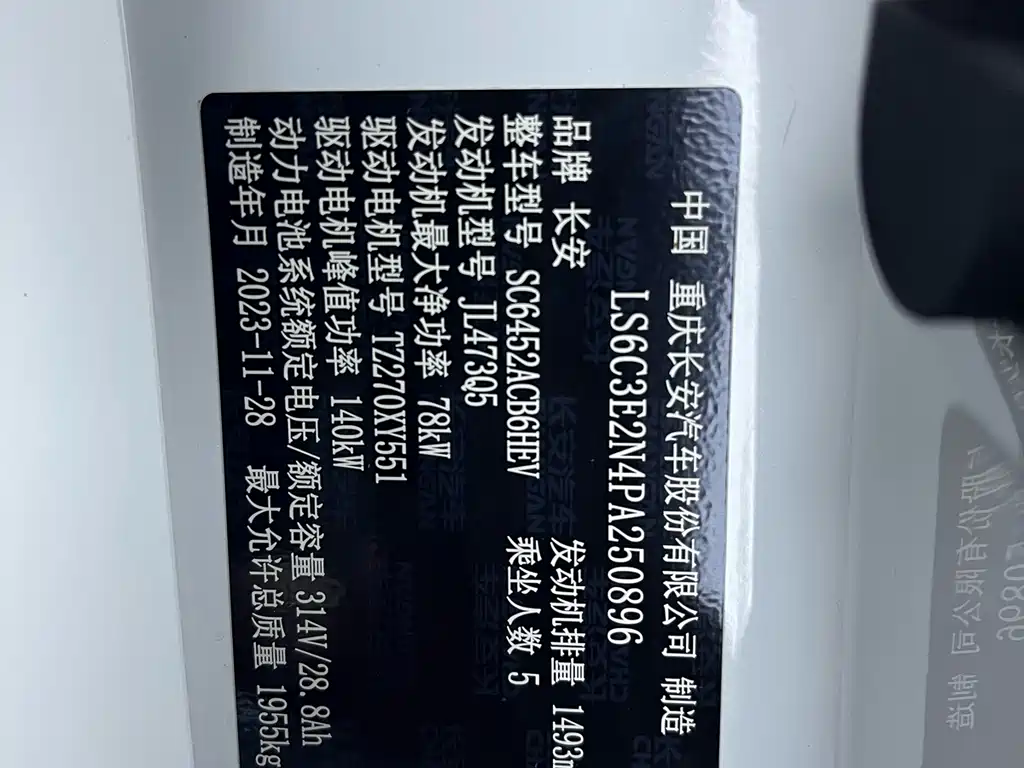 中国 重庆长安汽车股份有限公司 制造
LS6C3E2N4PA250896
品牌 长安 发动机排量 1493m
整车型号 SC6452ACB6HEV 乘坐人数 5
发动机型号 JL473Q5
发动机最大净功率 78kW
驱动电机型号 TZ270XY551
驱动电机峰值功率 140kW
动力电池系统额定电压/额定容量 314V/28.8Ah
制造年月 2023-11-28 最大允许总质量 1955kg